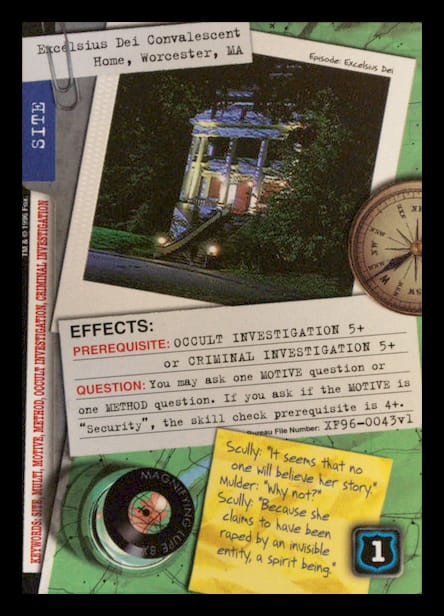 Excelsius Dei Convalescent
Home, Worcester, MA
Episode: Excelsius Dei
SITE
TM & © 1996 Fox.
KEYWORDS: SITE, MULTI, MOTIVE, METHOD, OCCULT INVESTIGATION, CRIMINAL INVESTIGATION
EFFECTS:
PREREQUISITE: OCCULT INVESTIGATION 5+
or CRIMINAL INVESTIGATION 5+
QUESTION: You may ask one MOTIVE question or
one METHOD question. If you ask if the MOTIVE is
"Security", the skill check prerequisite is 4+.
Bureau File Number: XF96-0043v1
MAGNIFYING LUPE 8X
Scully: "It seems that no
one will believe her story."
Mulder: "Why not?"
Scully: "Because she
claims to have been
raped by an invisible
entity, a spirit being."
1